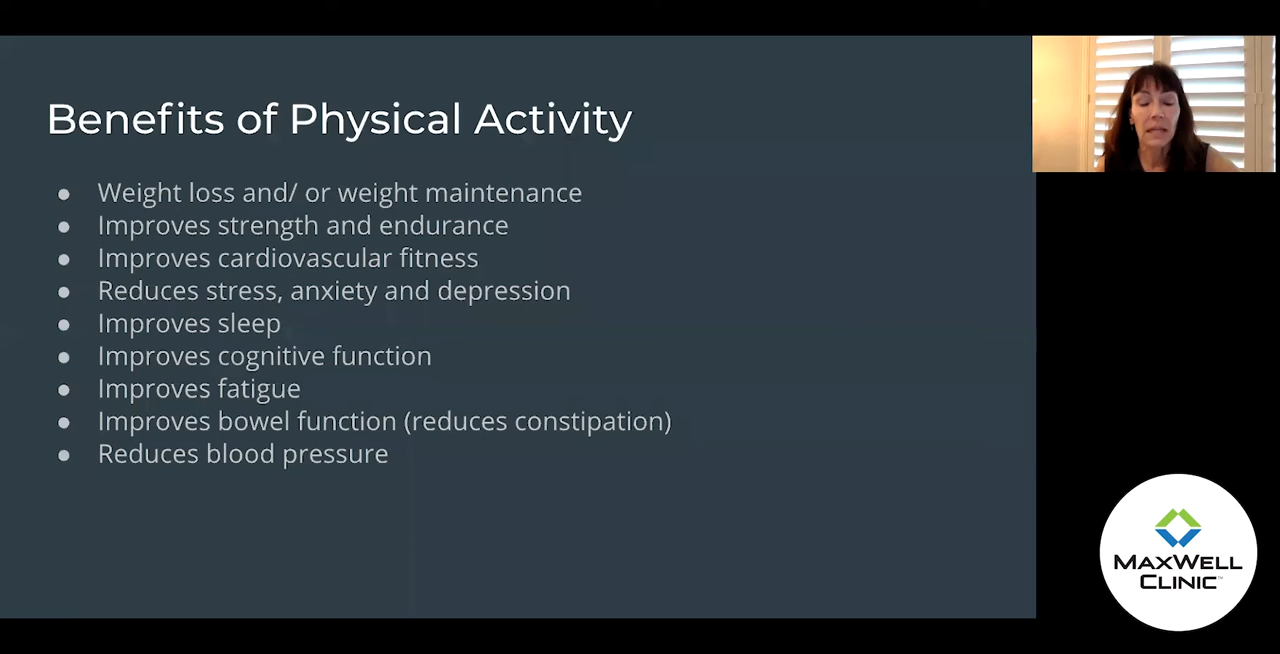 Benefits of Physical Activity
● Weight loss and/ or weight maintenance
● Improves strength and endurance
● Improves cardiovascular fitness
● Reduces stress, anxiety and depression
● Improves sleep
● Improves cognitive function
● Improves fatigue
● Improves bowel function (reduces constipation)
● Reduces blood pressure
MAXWELL
CLINIC™